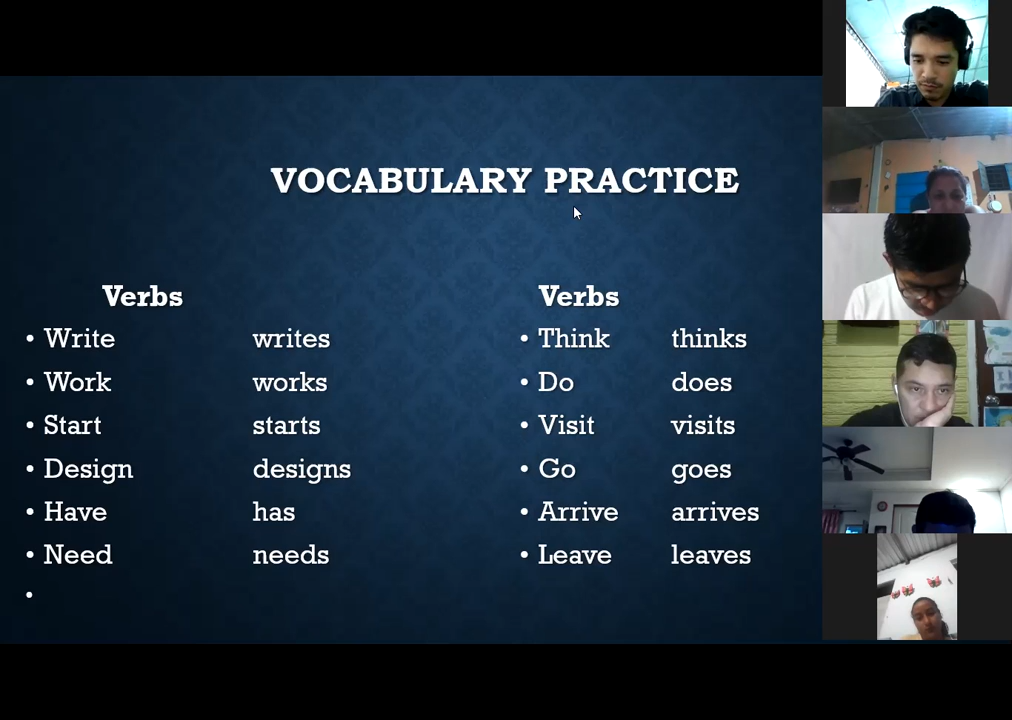 VOCABULARY PRACTICE
Verbs
• Write writes
• Work works
• Start starts
• Design designs
• Have has
• Need needs
•
Verbs
• Think thinks
• Do does
• Visit visits
• Go goes
• Arrive arrives
• Leave leaves